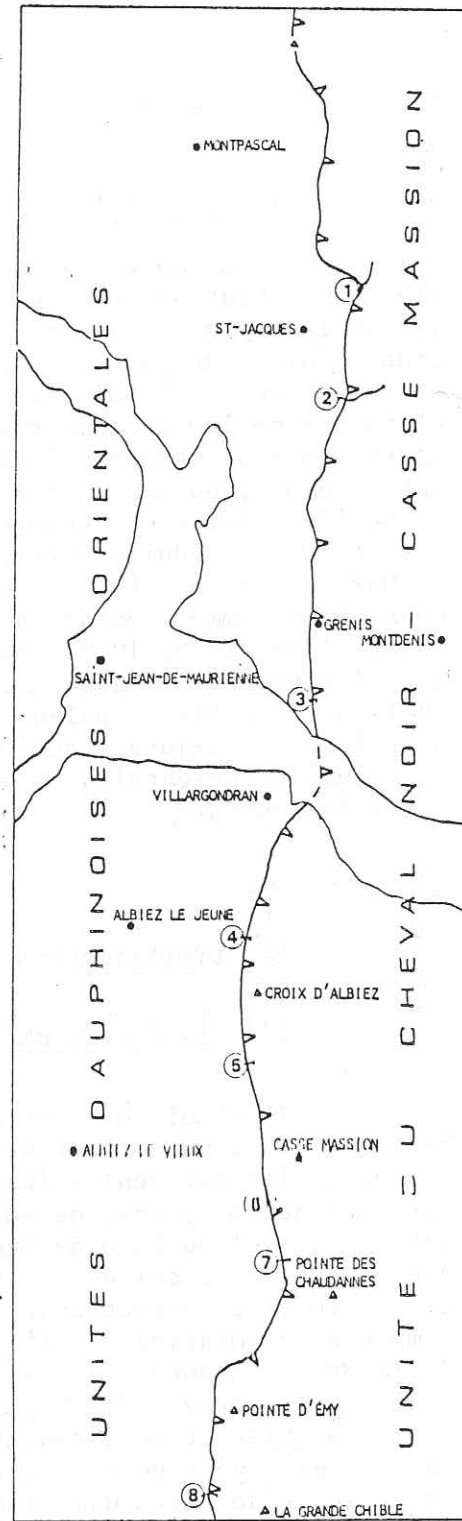 MONTPASCAL
1
ST-JACQUES
2
GRENIS
MONTDENIS
SAINT-JEAN-DE-MAURIENNE
3
VILLARGONDRAN
ALBIEZ LE JEUNE
4
CROIX D'ALBIEZ
5
CASSE MASSION
7
POINTE DES
CHAUDANNES
POINTE D'ÉMY
8
LA GRANDE CHIBLE
UNITES DAUPHINOISES ORIENTALES
UNITE DU CHEVAL NOIR - CASSE MASSION